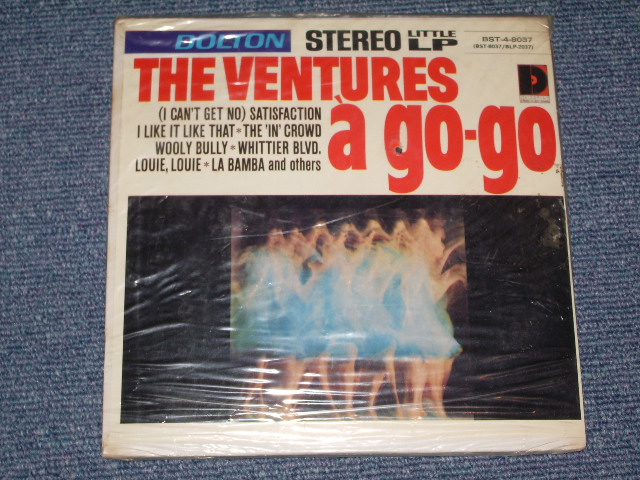 DOLTON STEREO LITTLE LP BST-4-8037
(BST-8037/BLP-2037)
THE VENTURES
(I CAN'T GET NO) SATISFACTION
I LIKE IT LIKE THAT * THE 'IN' CROWD
WOOLY BULLY * WHITTIER BLVD.
LOUIE, LOUIE * LA BAMBA and others
à go-go
D